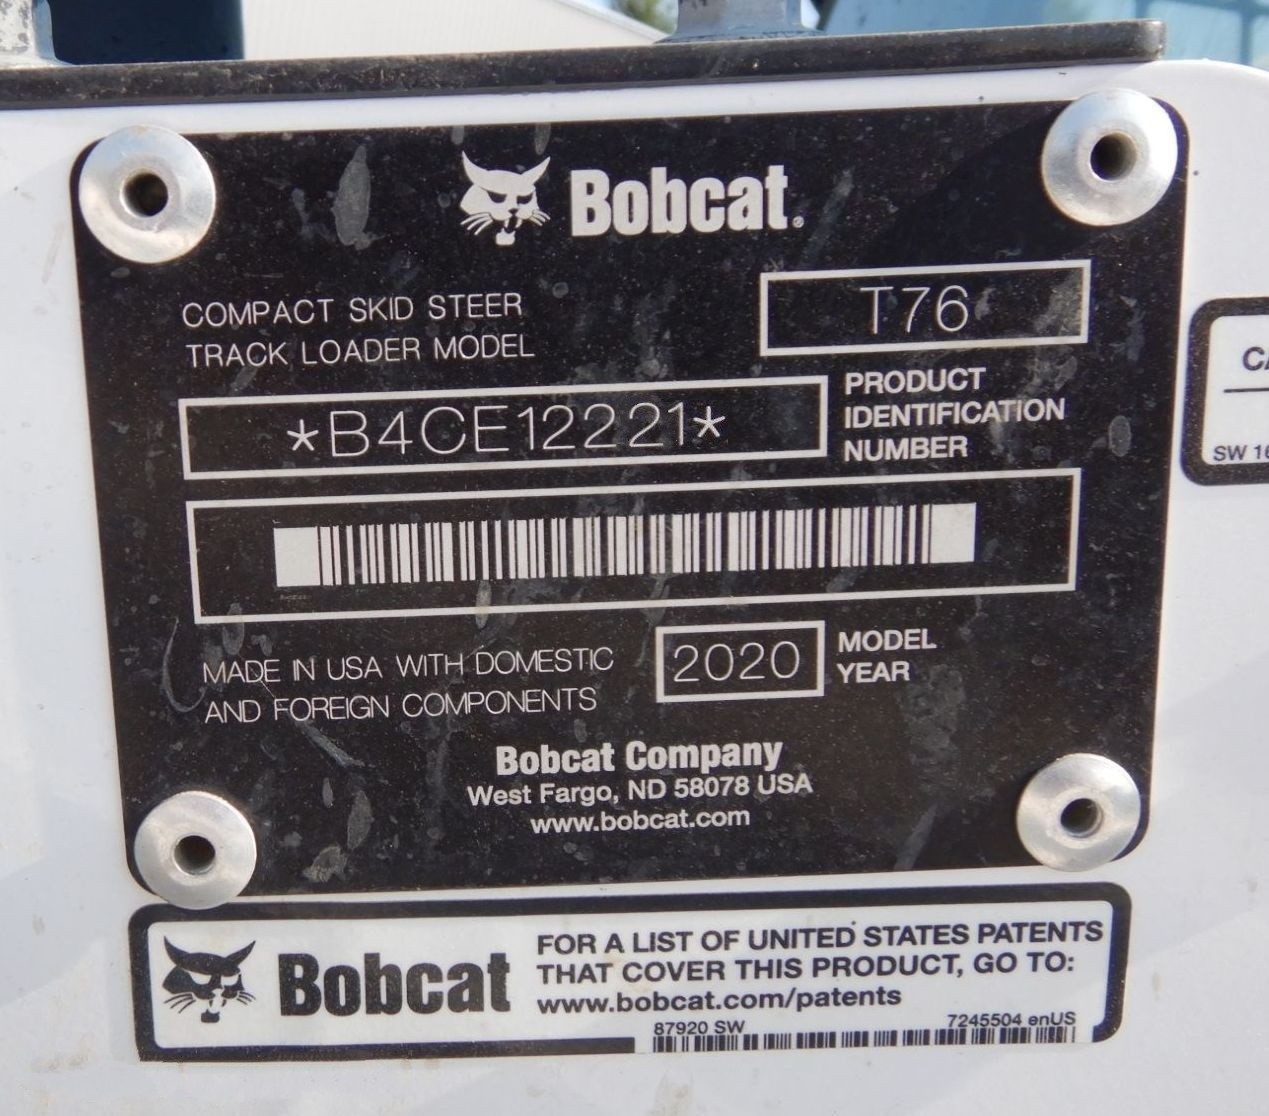 Bobcat.
COMPACT SKID STEER
TRACK LOADER MODEL
T76
*B4CE12221*
PRODUCT
IDENTIFICATION
NUMBER
MADE IN USA WITH DOMESTIC
AND FOREIGN COMPONENTS
2020
MODEL
YEAR
Bobcat Company
West Fargo, ND 58078 USA
www.bobcat.com
Bobcat
FOR A LIST OF UNITED STATES PATENTS
THAT COVER THIS PRODUCT, GO TO:
www.bobcat.com/patents
87920 SW
7245504 enUS
SW 16